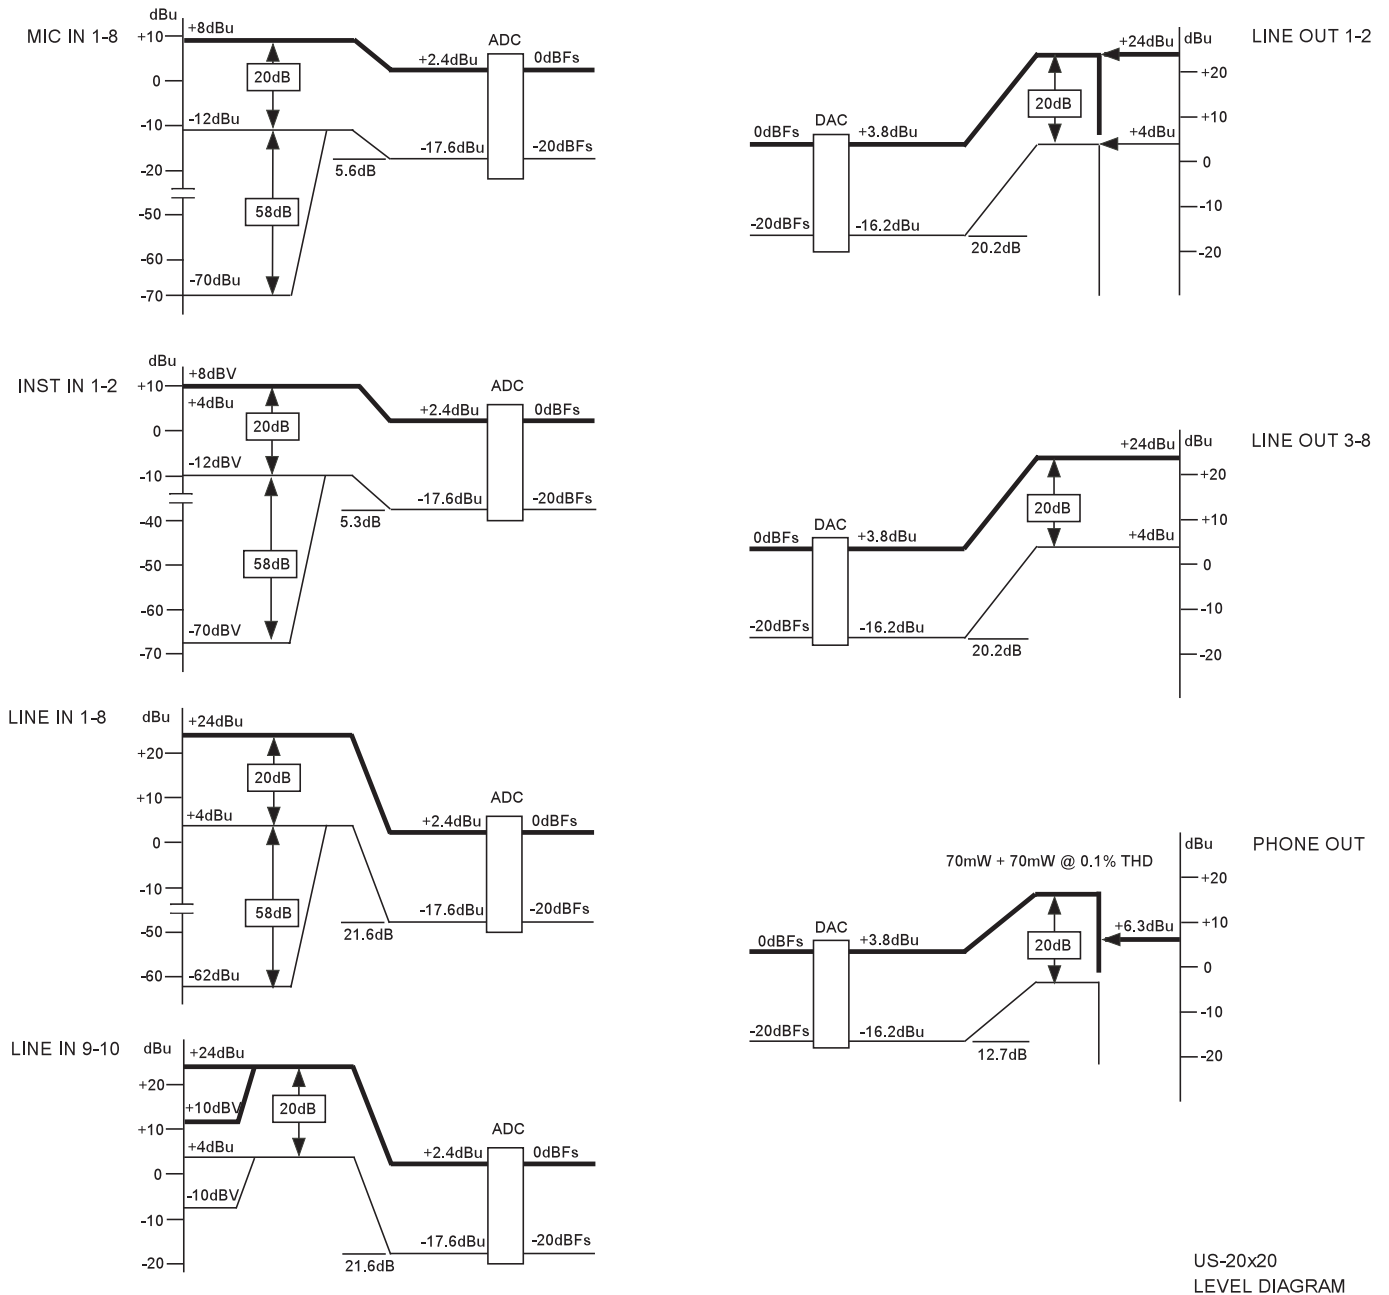 MIC IN 1-8
dBu
+10
0
-10
-20
-50
-60
-70
+8dBu
20dB
-12dBu
58dB
-70dBu
5.6dB
+2.4dBu
-17.6dBu
ADC
0dBFs
-20dBFs
INST IN 1-2
dBu
+10
0
-10
-40
-50
-60
-70
+8dBV
+4dBu
20dB
-12dBV
58dB
-70dBV
5.3dB
+2.4dBu
-17.6dBu
ADC
0dBFs
-20dBFs
LINE IN 1-8
dBu
+20
+10
0
-10
-50
-60
+24dBu
20dB
+4dBu
58dB
-62dBu
21.6dB
+2.4dBu
-17.6dBu
ADC
0dBFs
-20dBFs
LINE IN 9-10
dBu
+20
+10
0
-10
-20
+24dBu
+10dBV
20dB
+4dBu
-10dBV
21.6dB
+2.4dBu
-17.6dBu
ADC
0dBFs
-20dBFs
LINE OUT 1-2
0dBFs
-20dBFs
DAC
+3.8dBu
-16.2dBu
20.2dB
20dB
+24dBu
+4dBu
dBu
+20
+10
0
-10
-20
LINE OUT 3-8
0dBFs
-20dBFs
DAC
+3.8dBu
-16.2dBu
20.2dB
20dB
+24dBu
+4dBu
dBu
+20
+10
0
-10
-20
PHONE OUT
70mW + 70mW @ 0.1% THD
0dBFs
-20dBFs
DAC
+3.8dBu
-16.2dBu
12.7dB
20dB
+6.3dBu
dBu
+20
+10
0
-10
-20
US-20x20
LEVEL DIAGRAM